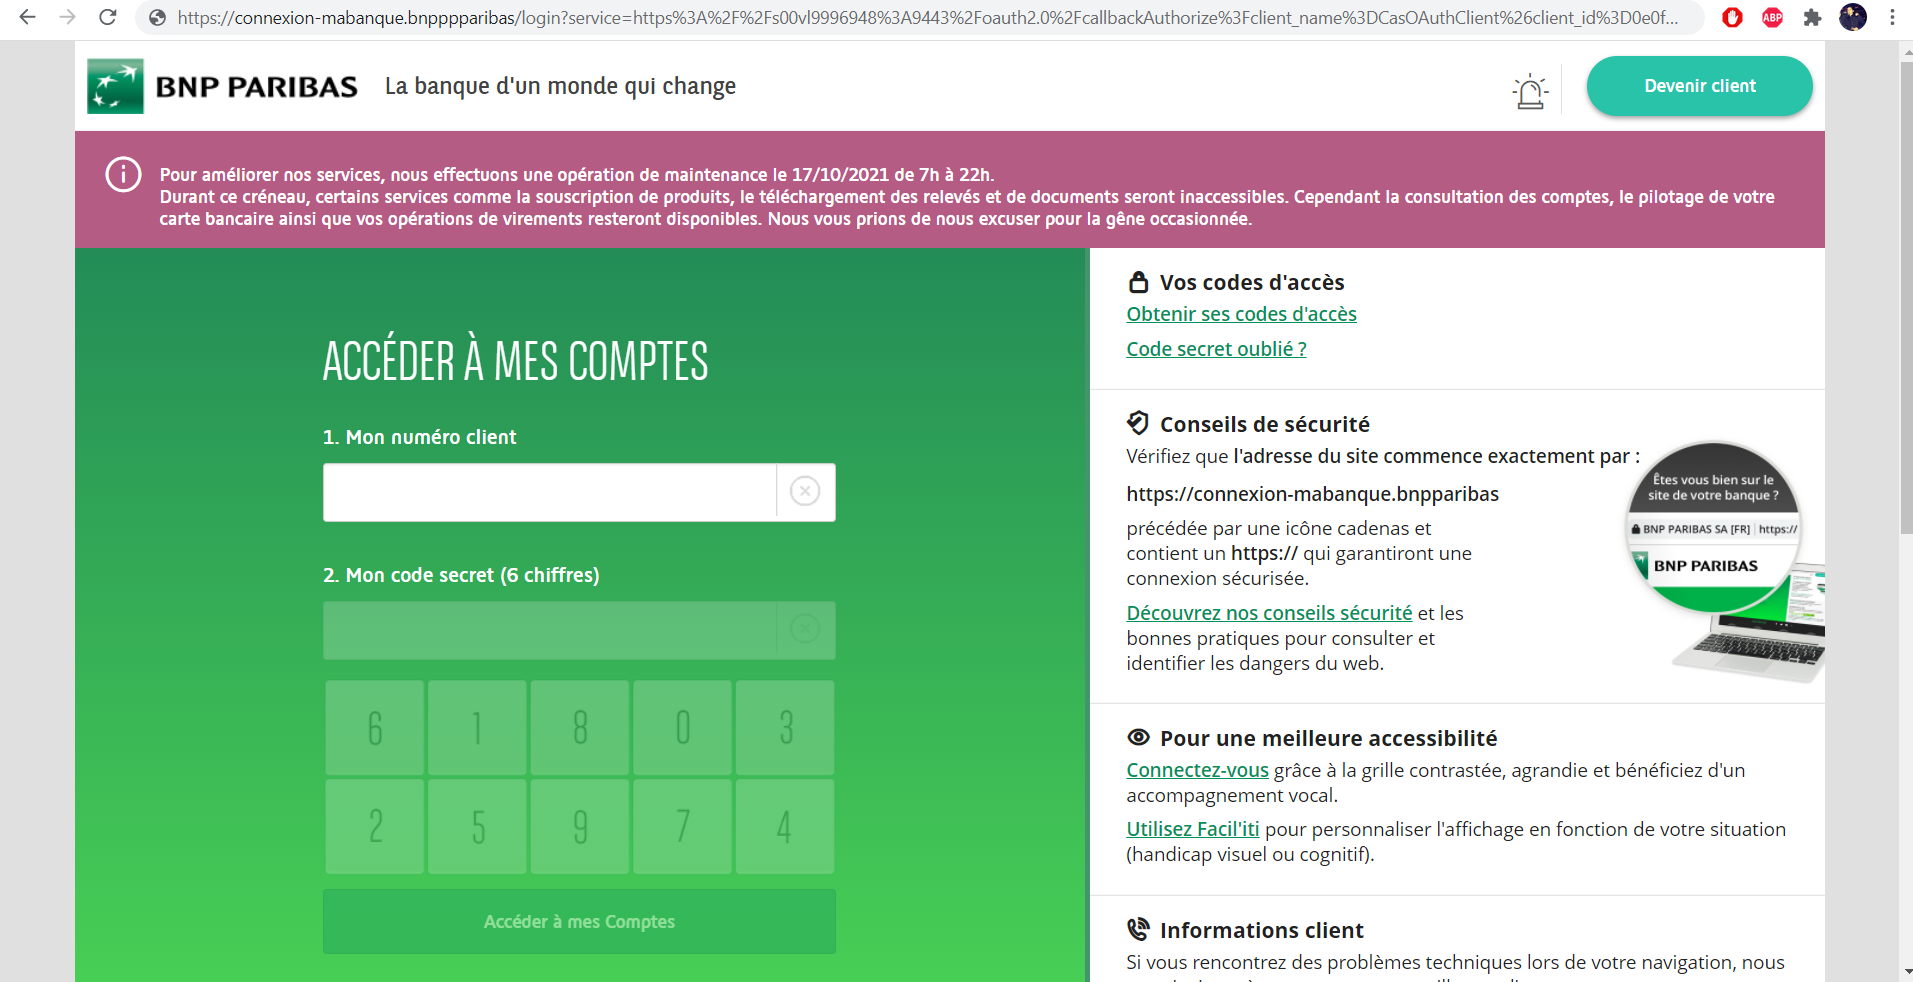 https://connexion-mabanque.bnpppparibas/login?service=https%3A%2F%2Fs00vl9996948%3A9443%2Foauth2.0%2FcallbackAuthorize%3Fclient_name%3DCasOAuthClient%26client_id%3D0e0f...
ABP
BNP PARIBAS
La banque d'un monde qui change
Devenir client
Pour améliorer nos services, nous effectuons une opération de maintenance le 17/10/2021 de 7h à 22h.
Durant ce créneau, certains services comme la souscription de produits, le téléchargement des relevés et de documents seront inaccessibles. Cependant la consultation des comptes, le pilotage de votre
carte bancaire ainsi que vos opérations de virements resteront disponibles. Nous vous prions de nous excuser pour la gêne occasionnée.
ACCÉDER À MES COMPTES
1. Mon numéro client
2. Mon code secret (6 chiffres)
6 1 8 0 3
2 5 9 7 4
Accéder à mes Comptes
Vos codes d'accès
Obtenir ses codes d'accès
Code secret oublié ?
Conseils de sécurité
Vérifiez que l'adresse du site commence exactement par :
https://connexion-mabanque.bnpparibas
précédée par une icône cadenas et
contient un https:// qui garantiront une
connexion sécurisée.
Découvrez nos conseils sécurité et les
bonnes pratiques pour consulter et
identifier les dangers du web.
Êtes vous bien sur le
site de votre banque ?
BNP PARIBAS SA [FR] https://
BNP PARIBAS
Pour une meilleure accessibilité
Connectez-vous grâce à la grille contrastée, agrandie et bénéficiez d'un
accompagnement vocal.
Utilisez Facil'iti pour personnaliser l'affichage en fonction de votre situation
(handicap visuel ou cognitif).
Informations client
Si vous rencontrez des problèmes techniques lors de votre navigation, nous